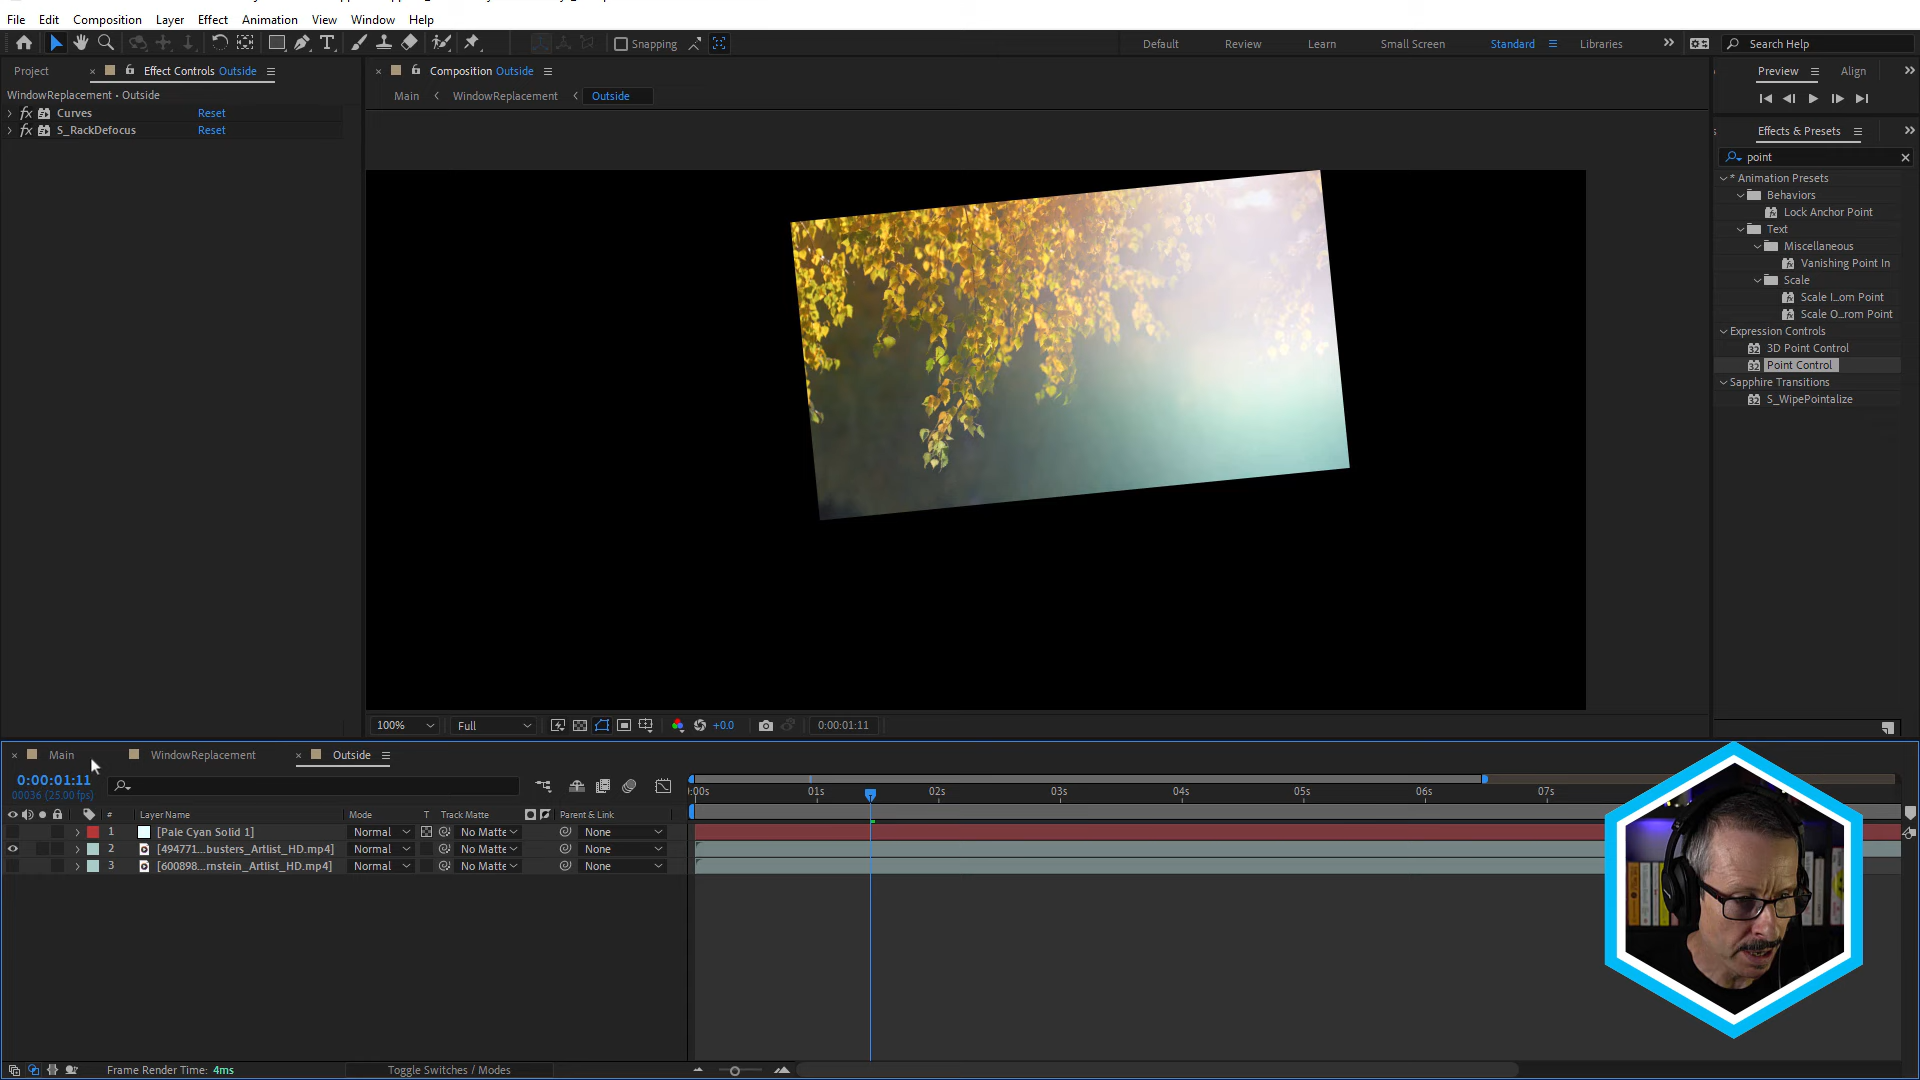 File Edit Composition Layer Effect Animation View Window Help
Snapping
Default Review Learn Small Screen Standard Libraries Search Help
Project Effect Controls Outside
Composition Outside
Preview Align
WindowReplacement • Outside
Main WindowReplacement Outside
fx Curves Reset
fx S_RackDefocus Reset
Effects & Presets
point
* Animation Presets
Behaviors
Lock Anchor Point
Text
Miscellaneous
Vanishing Point In
Scale
Scale I...om Point
Scale O...rom Point
Expression Controls
32 3D Point Control
32 Point Control
Sapphire Transitions
32 S_WipePointalize
100% Full +0.0 0:00:01:11
Main WindowReplacement Outside
0:00:01:11
00036 (25.00 fps)
:00s 01s 02s 03s 04s 05s 06s 07s
# Layer Name Mode T Track Matte Parent & Link
1 [Pale Cyan Solid 1] Normal No Matte None
2 [494771...busters_Artlist_HD.mp4] Normal No Matte None
3 [600898...rnstein_Artlist_HD.mp4] Normal No Matte None
Frame Render Time: 4ms Toggle Switches / Modes